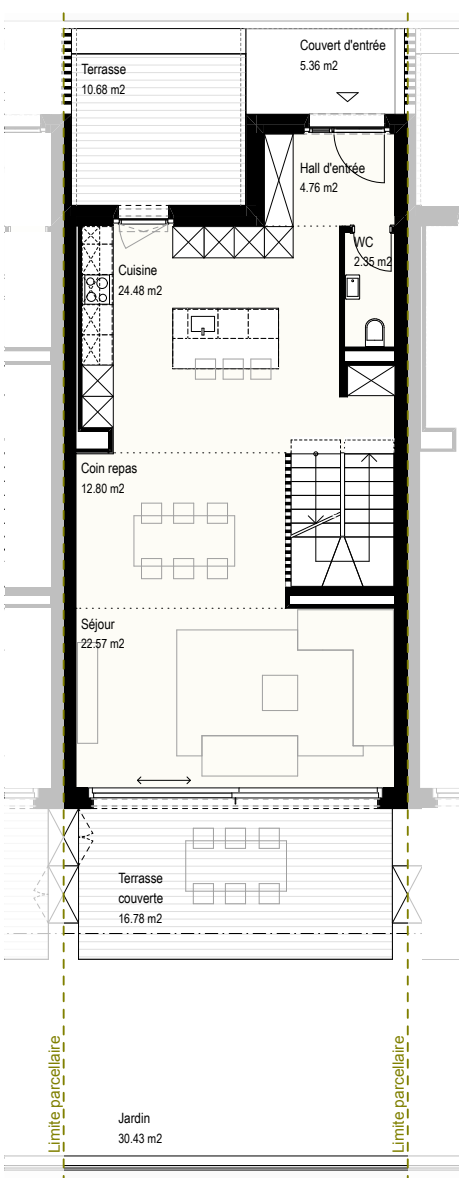 Couvert d'entrée
5.36 m2
Terrasse
10.68 m2
Hall d'entrée
4.76 m2
WC
2.35 m2
Cuisine
24.48 m2
Coin repas
12.80 m2
Séjour
22.57 m2
Terrasse
couverte
16.78 m2
Limite parcellaire
Limite parcellaire
Jardin
30.43 m2